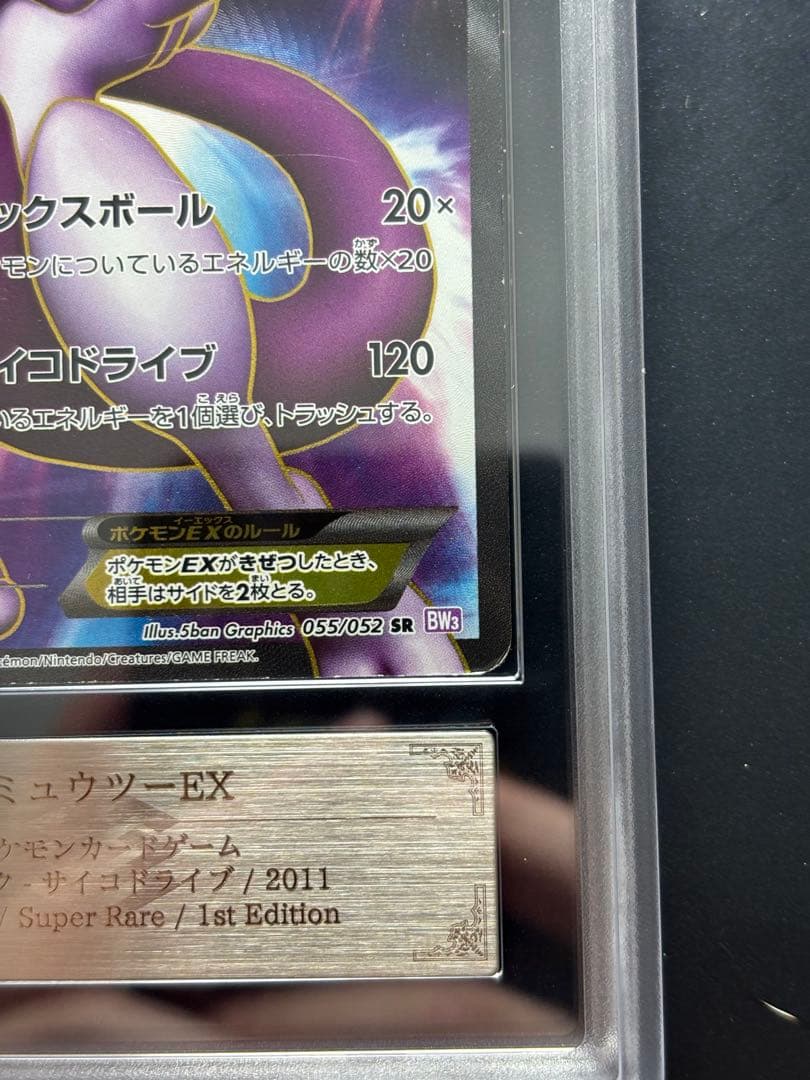 ックスボール 20×
モンについているエネルギーの数×20
イコドライブ 120
いるエネルギーを1個選び、トラッシュする。
ポケモンEXのルール
ポケモンEXがきぜつしたとき、
相手はサイドを2枚とる。
Illus.5ban Graphics 055/052 SR BW3
émon/Nintendo/Creatures/GAME FREAK.
ミュウツーEX
ケモンカードゲーム
ク - サイコドライブ / 2011
/ Super Rare / 1st Edition